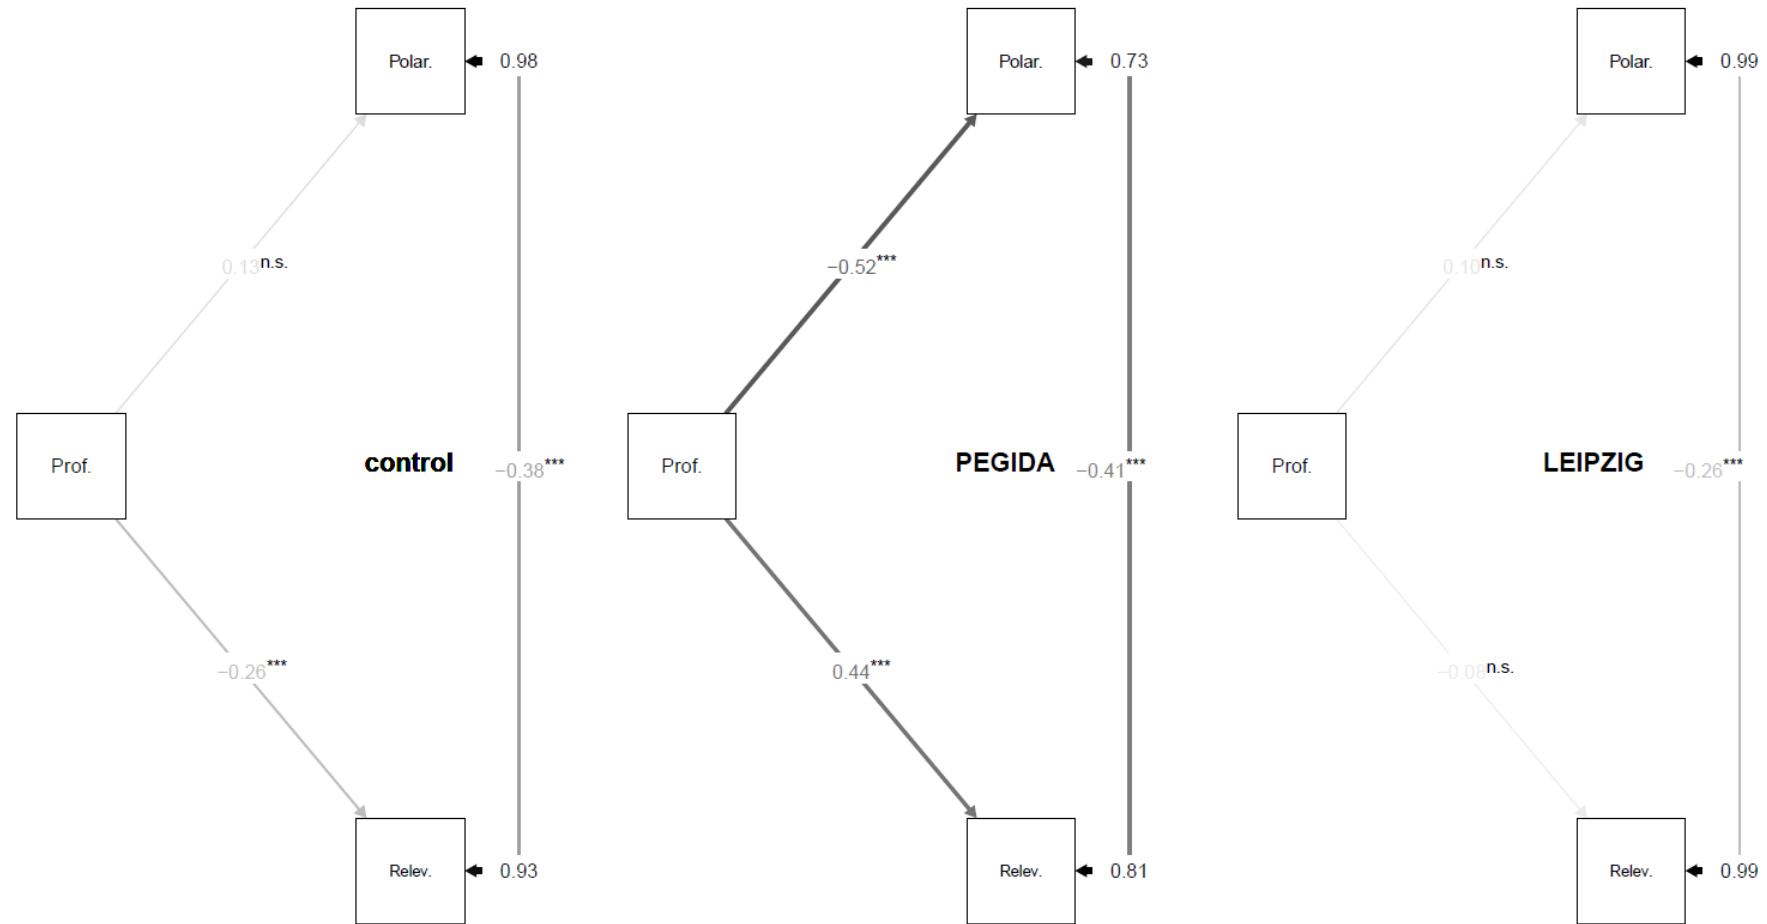 Polar. 0.98
0.13n.s.
Prof.
control
−0.38***
−0.26***
Relev. 0.93
Polar. 0.73
−0.52***
Prof.
PEGIDA
−0.41***
0.44***
Relev. 0.81
Polar. 0.99
0.10n.s.
Prof.
LEIPZIG
−0.26***
−0.08n.s.
Relev. 0.99